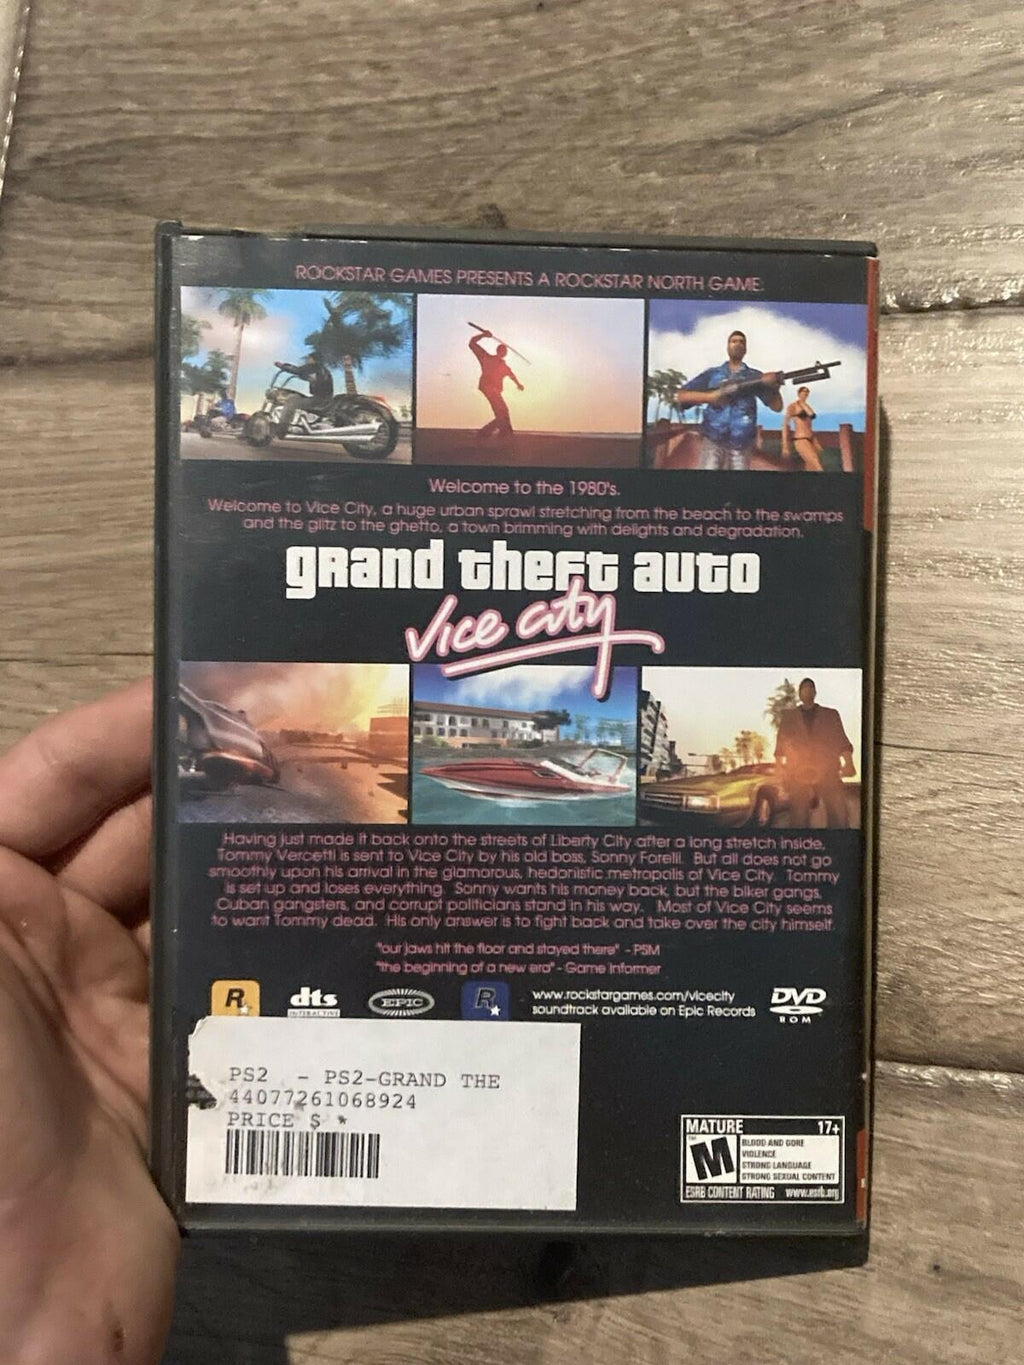 ROCKSTAR GAMES PRESENTS A ROCKSTAR NORTH GAME.
Welcome to the 1980's.
Welcome to Vice City, a huge urban sprawl stretching from the beach to the swamps
and the glitz to the ghetto, a town brimming with delights and degradation.
grand theft auto
Vice City
Having just made it back onto the streets of Liberty City after a long stretch inside,
Tommy Vercetti is sent to Vice City by his old boss, Sonny Forelli. But all does not go
smoothly upon his arrival in the glamorous, hedonistic metropolis of Vice City. Tommy
is set up and loses everything. Sonny wants his money back, but the biker gangs,
Cuban gangsters, and corrupt politicians stand in his way. Most of Vice City seems
to want Tommy dead. His only answer is to fight back and take over the city himself.
"our jaws hit the floor and stayed there" - PSM
"the beginning of a new era" - Game Informer
R
dts
INTERACTIVE
EPIC
R
www.rockstargames.com/vicecity
soundtrack available on Epic Records
DVD
ROM
PS2 - PS2-GRAND THE
44077261068924
PRICE $ *
MATURE 17+
M
BLOOD AND GORE
VIOLENCE
STRONG LANGUAGE
STRONG SEXUAL CONTENT
ESRB CONTENT RATING www.esrb.org